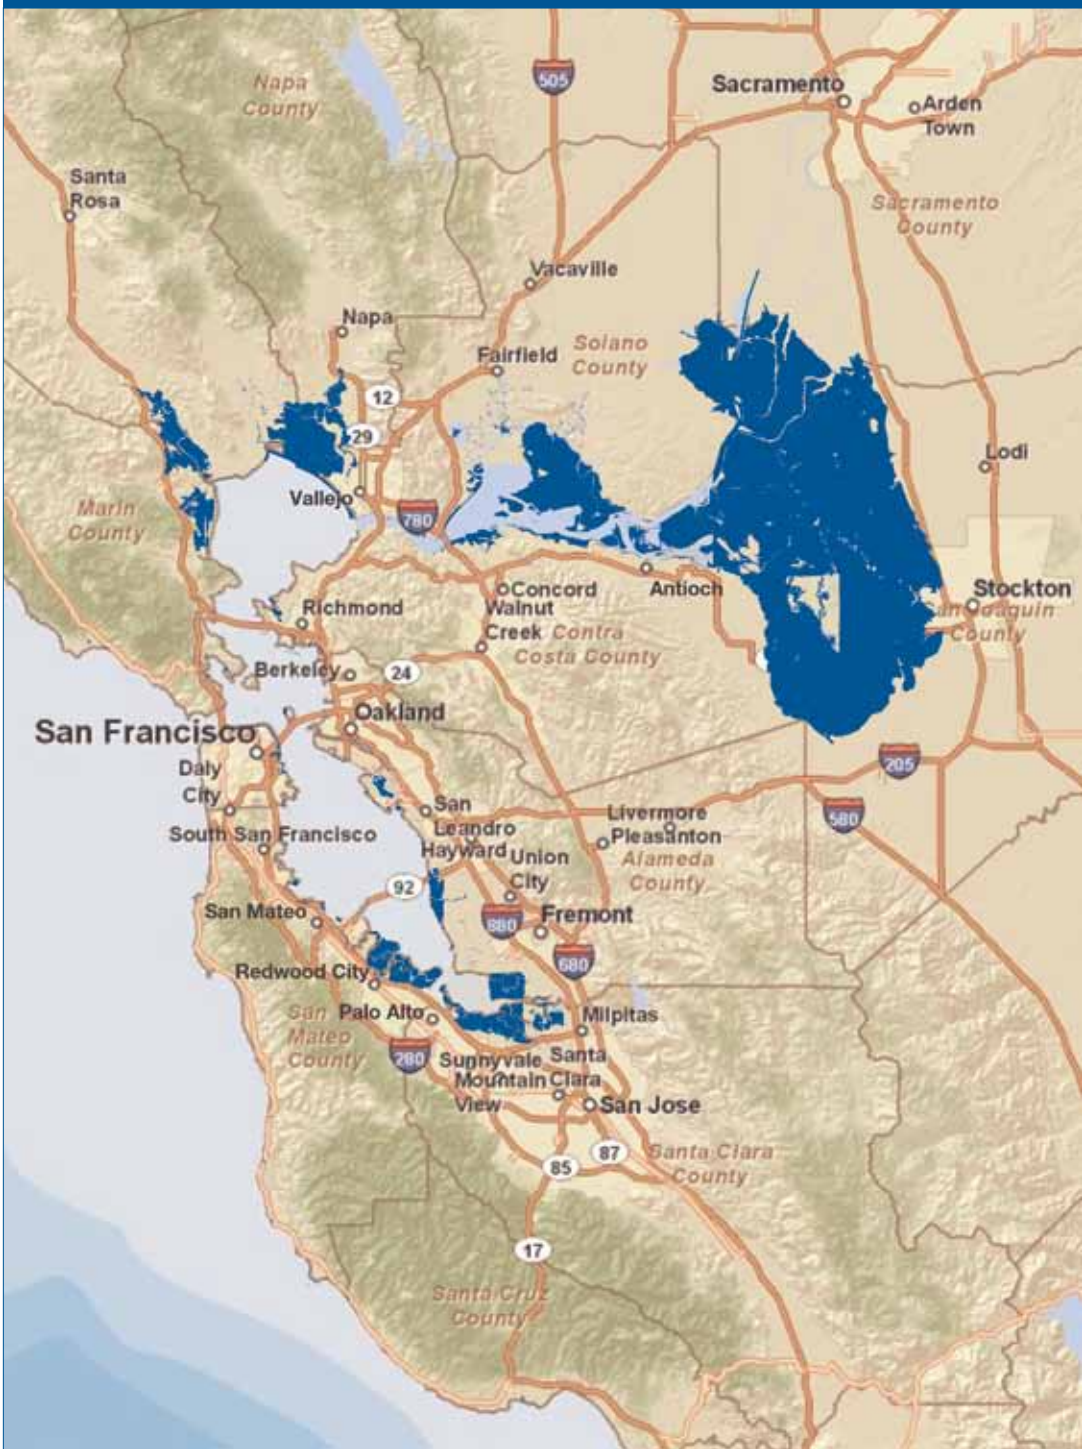 505
Napa
County
Sacramento
Arden
Town
Santa
Rosa
Sacramento
County
Vacaville
Napa
Solano
County
Fairfield
12
29
Lodi
Vallejo
780
Marin
County
Concord
Antioch
Stockton
Richmond
Walnut
Creek
Contra
Costa County
County
Berkeley
24
Oakland
San Francisco
Daly
City
205
580
San
Leandro
Livermore
South San Francisco
Pleasanton
Hayward
Union
City
Alameda
County
92
San Mateo
880
Fremont
680
Redwood City
San
Mateo
County
Palo Alto
Milpitas
280
Sunnyvale
Santa
Clara
Mountain
View
San Jose
87
85
Santa Clara
County
17
Santa Cruz
County